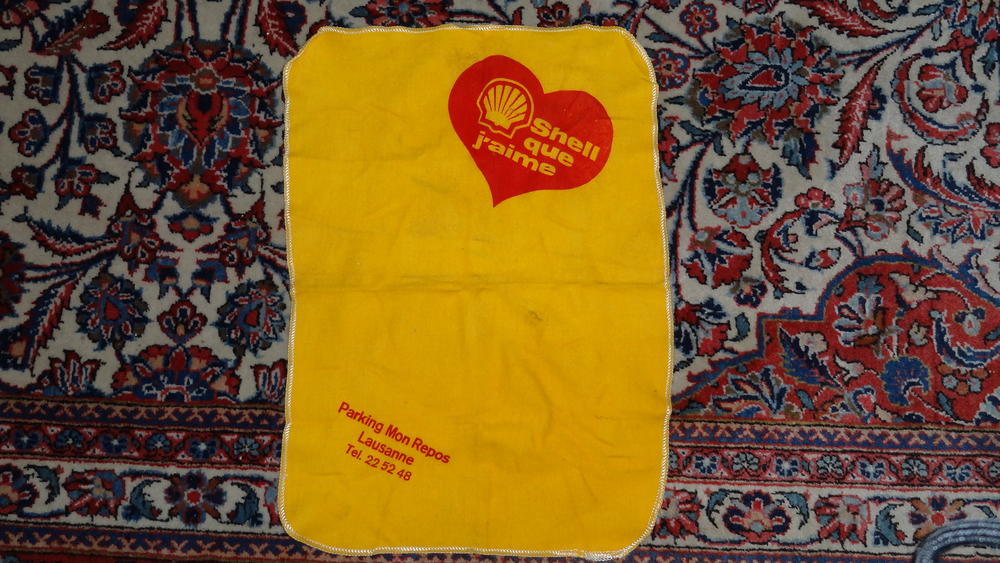 Shell
que
j'aime
Parking Mon Repos
Lausanne
Tel. 22 52 48